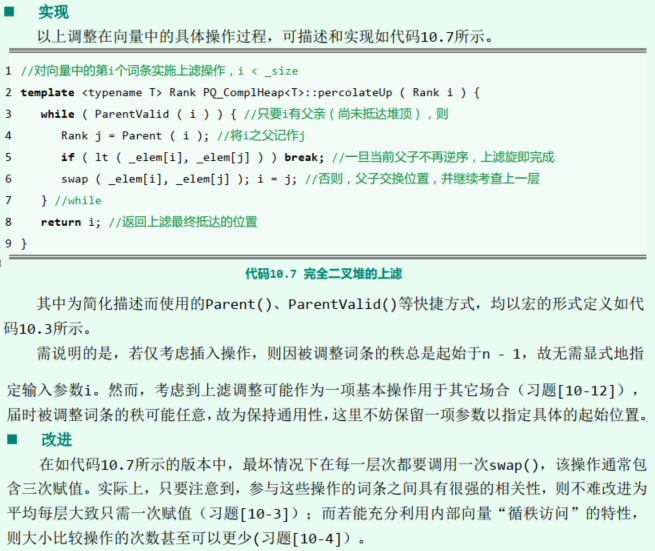 ■ 实现
以上调整在向量中的具体操作过程，可描述和实现如代码10.7所示。
1 //对向量中的第i个词条实施上滤操作，i < _size
2 template <typename T> Rank PQ_ComplHeap<T>::percolateUp ( Rank i ) {
3 while ( ParentValid ( i ) ) { //只要i有父亲（尚未抵达堆顶），则
4 Rank j = Parent ( i ); //将i之父记作j
5 if ( lt ( _elem[i], _elem[j] ) ) break; //一旦当前父子不再逆序，上滤旋即完成
6 swap ( _elem[i], _elem[j] ); i = j; //否则，父子交换位置，并继续考查上一层
7 } //while
8 return i; //返回上滤最终抵达的位置
9 }
代码10.7 完全二叉堆的上滤
其中为简化描述而使用的Parent()、ParentValid()等快捷方式，均以宏的形式定义如代
码10.3所示。
需说明的是，若仅考虑插入操作，则因被调整词条的秩总是起始于n - 1，故无需显式地指
定输入参数i。然而，考虑到上滤调整可能作为一项基本操作用于其它场合（习题[10-12]），
届时被调整词条的秩可能任意，故为保持通用性，这里不妨保留一项参数以指定具体的起始位置。
■ 改进
在如代码10.7所示的版本中，最坏情况下在每一层次都要调用一次swap()，该操作通常包
含三次赋值。实际上，只要注意到，参与这些操作的词条之间具有很强的相关性，则不难改进为
平均每层大致只需一次赋值（习题[10-3]）；而若能充分利用内部向量“循秩访问”的特性，
则大小比较操作的次数甚至可以更少(习题[10-4]）。